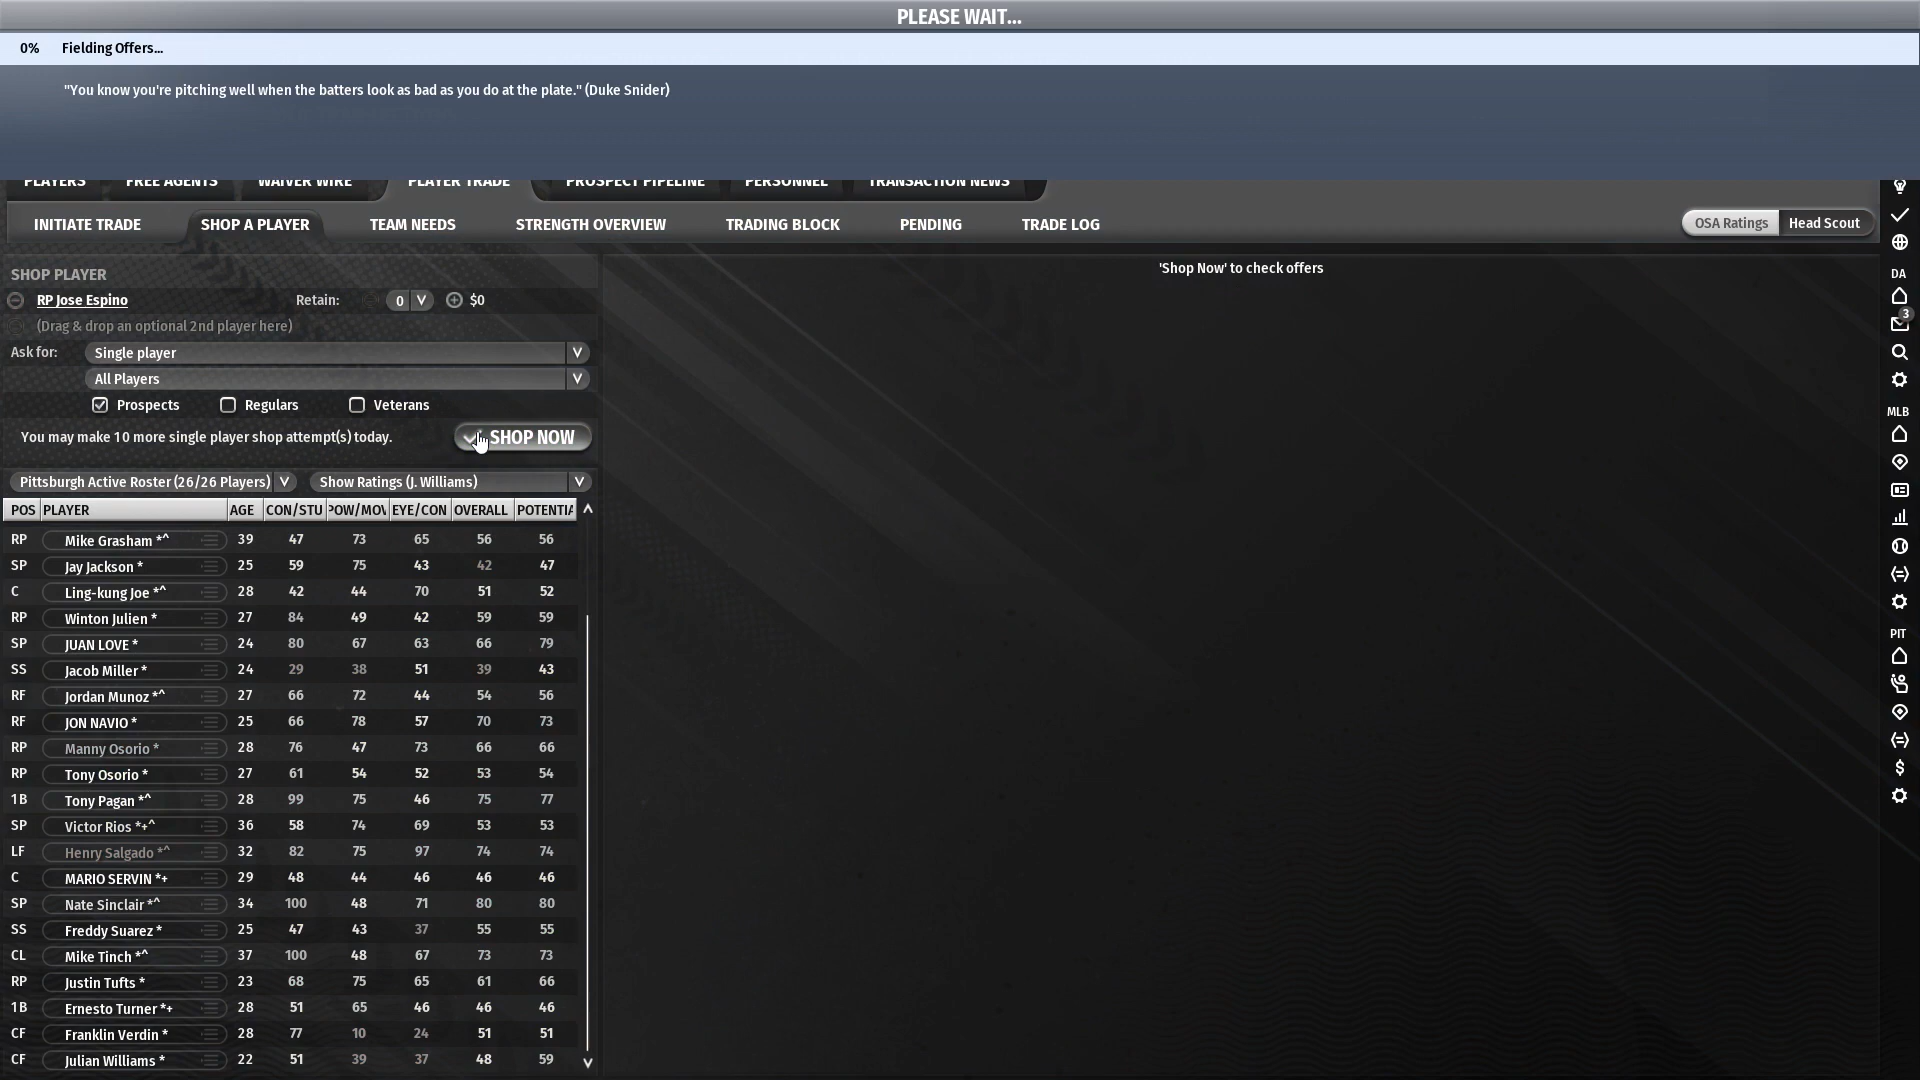 PLEASE WAIT...
0% Fielding Offers...
"You know you're pitching well when the batters look as bad as you do at the plate." (Duke Snider)
PLAYERS FREE AGENTS WAIVER WIRE PLAYER TRADE PROSPECT PIPELINE PERSONNEL TRANSACTION NEWS
INITIATE TRADE SHOP A PLAYER TEAM NEEDS STRENGTH OVERVIEW TRADING BLOCK PENDING TRADE LOG OSA Ratings Head Scout
SHOP PLAYER
'Shop Now' to check offers
RP Jose Espino Retain: 0 $0
(Drag & drop an optional 2nd player here)
Ask for: Single player
All Players
Prospects Regulars Veterans
You may make 10 more single player shop attempt(s) today. SHOP NOW
Pittsburgh Active Roster (26/26 Players) Show Ratings (J. Williams)
POS PLAYER AGE CON/STU POW/MOV EYE/CON OVERALL POTENTIA
RP Mike Grasham *^ 39 47 73 65 56 56
SP Jay Jackson * 25 59 75 43 42 47
C Ling-kung Joe *^ 28 42 44 70 51 52
RP Winton Julien * 27 84 49 42 59 59
SP JUAN LOVE * 24 80 67 63 66 79
SS Jacob Miller * 24 29 38 51 39 43
RF Jordan Munoz *^ 27 66 72 44 54 56
RF JON NAVIO * 25 66 78 57 70 73
RP Manny Osorio * 28 76 47 73 66 66
RP Tony Osorio * 27 61 54 52 53 54
1B Tony Pagan *^ 28 99 75 46 75 77
SP Victor Rios *+^ 36 58 74 69 53 53
LF Henry Salgado *^ 32 82 75 97 74 74
C MARIO SERVIN *+ 29 48 44 46 46 46
SP Nate Sinclair *^ 34 100 48 71 80 80
SS Freddy Suarez * 25 47 43 37 55 55
CL Mike Tinch *^ 37 100 48 67 73 73
RP Justin Tufts * 23 68 75 65 61 66
1B Ernesto Turner *+ 28 51 65 46 46 46
CF Franklin Verdin * 28 77 10 24 51 51
CF Julian Williams * 22 51 39 37 48 59
DA
3
MLB
PIT
$